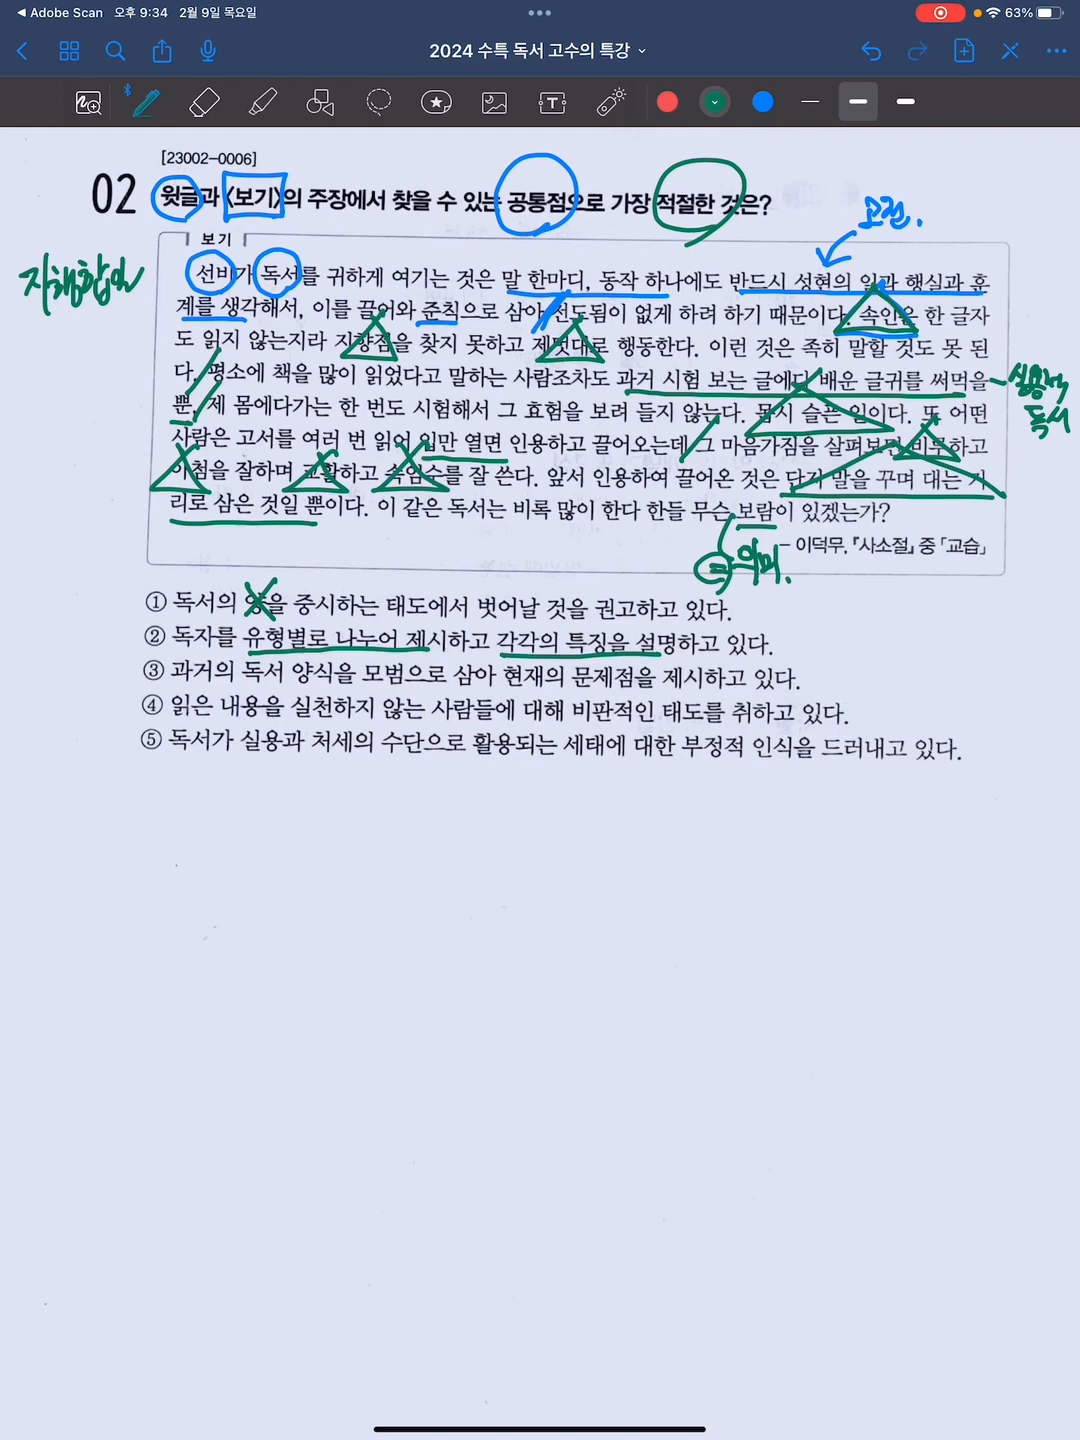 Adobe Scan 오후 9:34 2월 9일 목요일
63%
2024 수특 독서 고수의 특강
[23002-0006]
02 윗글과 〈보기〉의 주장에서 찾을 수 있는 공통점으로 가장 적절한 것은?
고전.
보기
지행합일
선비가 독서를 귀하게 여기는 것은 말 한마디, 동작 하나에도 반드시 성현의 일과 행실과 훈
계를 생각해서, 이를 끌어와 준칙으로 삼아 전도됨이 없게 하려 하기 때문이다. 속인은 한 글자
도 읽지 않는지라 지향점을 찾지 못하고 제멋대로 행동한다. 이런 것은 족히 말할 것도 못 된
다. 평소에 책을 많이 읽었다고 말하는 사람조차도 과거 시험 보는 글에다 배운 글귀를 써먹을
실용적
독서
뿐, 제 몸에다가는 한 번도 시험해서 그 효험을 보려 들지 않는다. 몹시 슬픈 일이다. 또 어떤
사람은 고서를 여러 번 읽어 입만 열면 인용하고 끌어오는데 그 마음가짐을 살펴보면 비루하고
아첨을 잘하며 교활하고 속임수를 잘 쓴다. 앞서 인용하여 끌어온 것은 단지 말을 꾸며 대는 거
리로 삼은 것일 뿐이다. 이 같은 독서는 비록 많이 한다 한들 무슨 보람이 있겠는가?
= 의미.
- 이덕무, 『사소절』 중 「교습」
① 독서의 양을 중시하는 태도에서 벗어날 것을 권고하고 있다.
② 독자를 유형별로 나누어 제시하고 각각의 특징을 설명하고 있다.
③ 과거의 독서 양식을 모범으로 삼아 현재의 문제점을 제시하고 있다.
④ 읽은 내용을 실천하지 않는 사람들에 대해 비판적인 태도를 취하고 있다.
⑤ 독서가 실용과 처세의 수단으로 활용되는 세태에 대한 부정적 인식을 드러내고 있다.